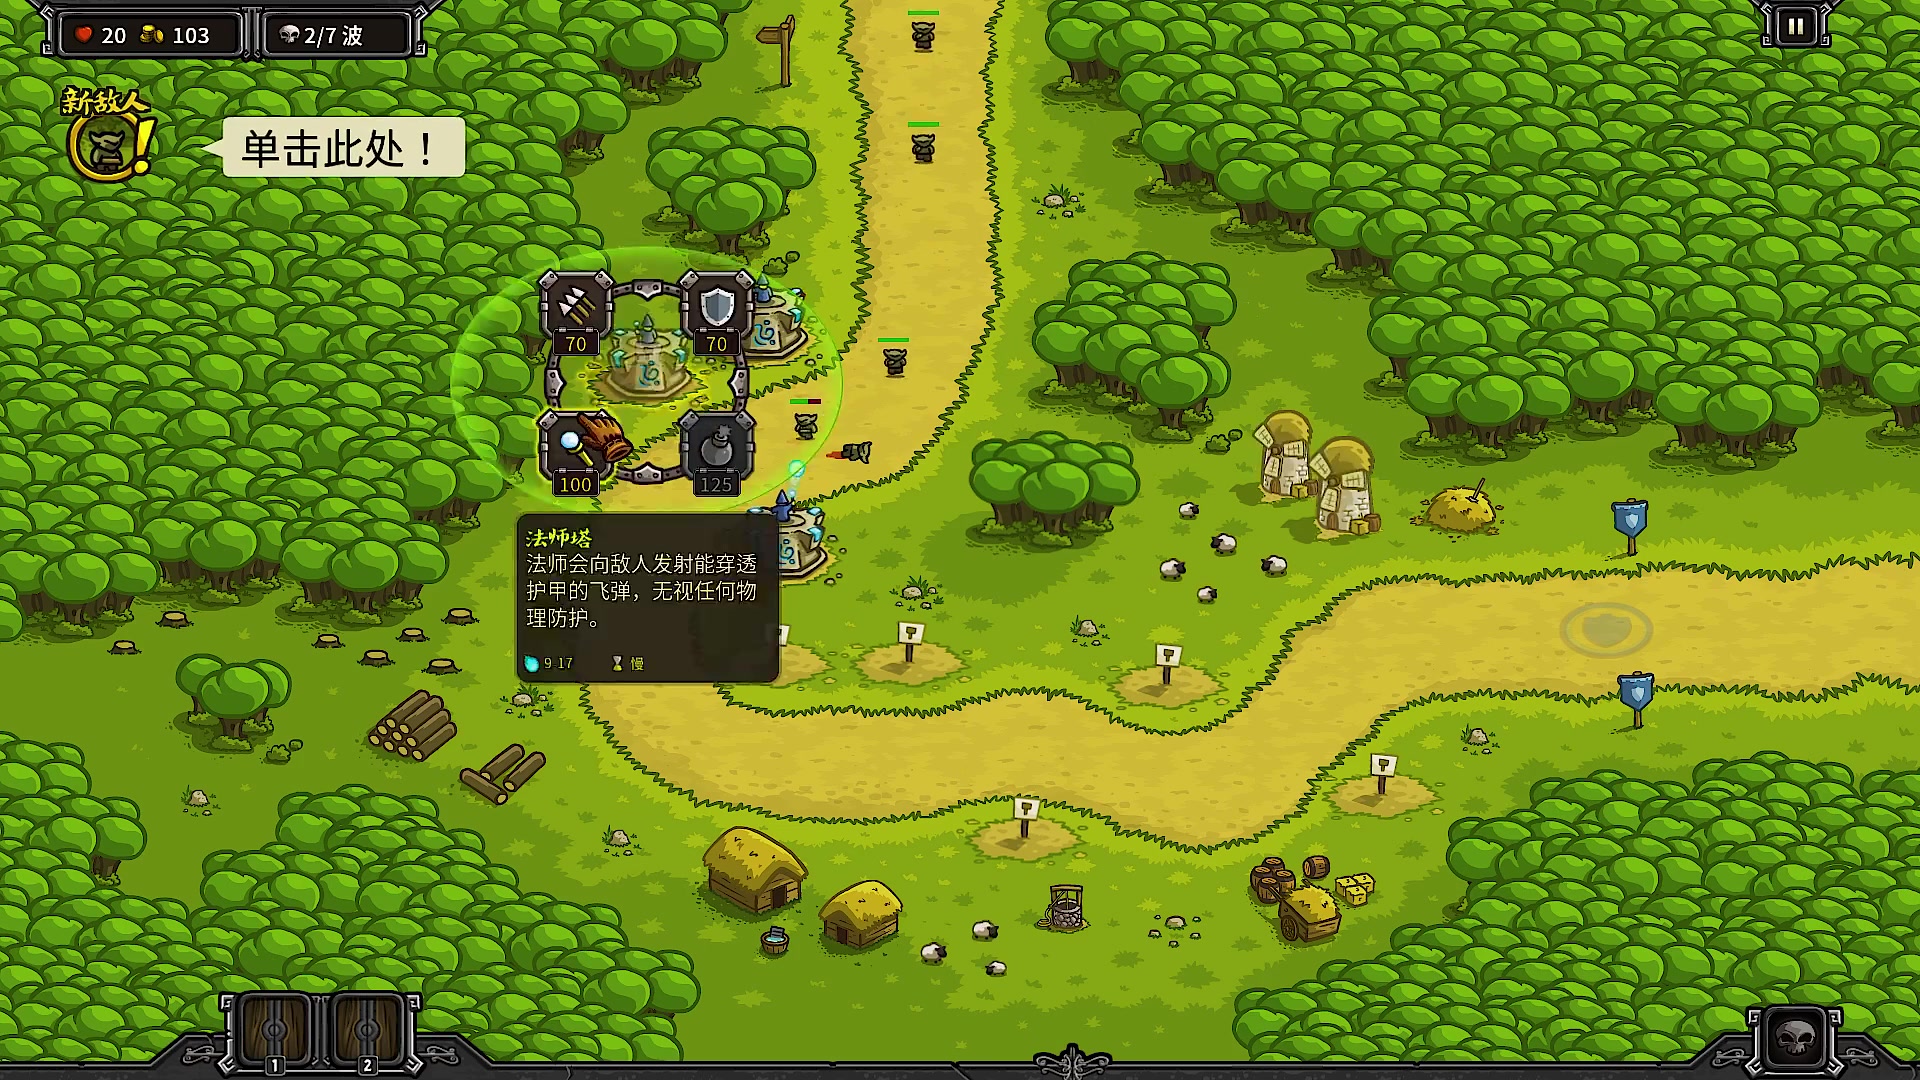 20 103 2/7 波
新敌人
单击此处！
70 70
100 125
法师塔
法师会向敌人发射能穿透
护甲的飞弹，无视任何物
理防护。
9 17 慢
1 2